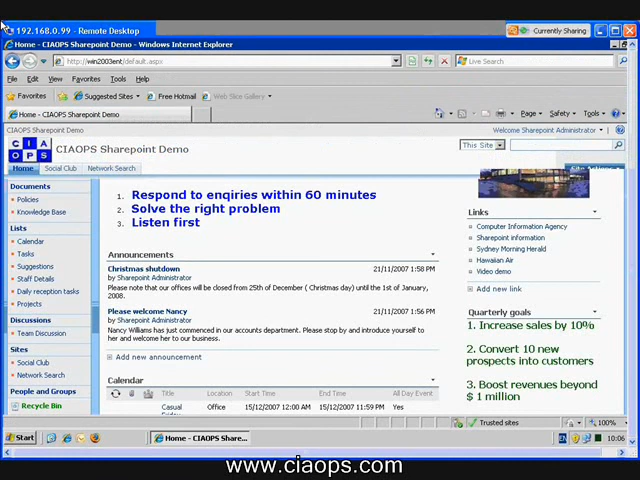 192.168.0.99 - Remote Desktop
Currently Sharing
Home - CIAOPS Sharepoint Demo - Windows Internet Explorer
http://win2003ent/default.aspx
Live Search
File Edit View Favorites Tools Help
Favorites Suggested Sites Free Hotmail Web Slice Gallery
Home - CIAOPS Sharepoint Demo
Page Safety Tools
CIAOPS Sharepoint Demo
Welcome Sharepoint Administrator
C I A
O P S
CIAOPS Sharepoint Demo
This Site
Home Social Club Network Search
Site Actions
Documents
Policies
Knowledge Base
Lists
Calendar
Tasks
Suggestions
Staff Details
Daily reception tasks
Projects
Discussions
Team Discussion
Sites
Social Club
Network Search
People and Groups
Recycle Bin
1. Respond to enqiries within 60 minutes
2. Solve the right problem
3. Listen first
Announcements
Christmas shutdown 21/11/2007 1:58 PM
by Sharepoint Administrator
Please note that our offices will be closed from 25th of December ( Christmas day) until the 1st of January,
2008.
Please welcome Nancy 21/11/2007 1:56 PM
by Sharepoint Administrator
Nancy Williams has just commenced in our accounts department. Please stop by and introduce yourself to
her and welcome her to our business.
Add new announcement
Calendar
Title Location Start Time End Time All Day Event
Casual Office 15/12/2007 12:00 AM 15/12/2007 11:59 PM Yes
Links
Computer Information Agency
Sharepoint information
Sydney Morning Herald
Hawaiian Air
Video demo
Add new link
Quarterly goals
1. Increase sales by 10%
2. Convert 10 new
prospects into customers
3. Boost revenues beyond
$ 1 million
Trusted sites 100%
Start Home - CIAOPS Share... EN 10:06
www.ciaops.com